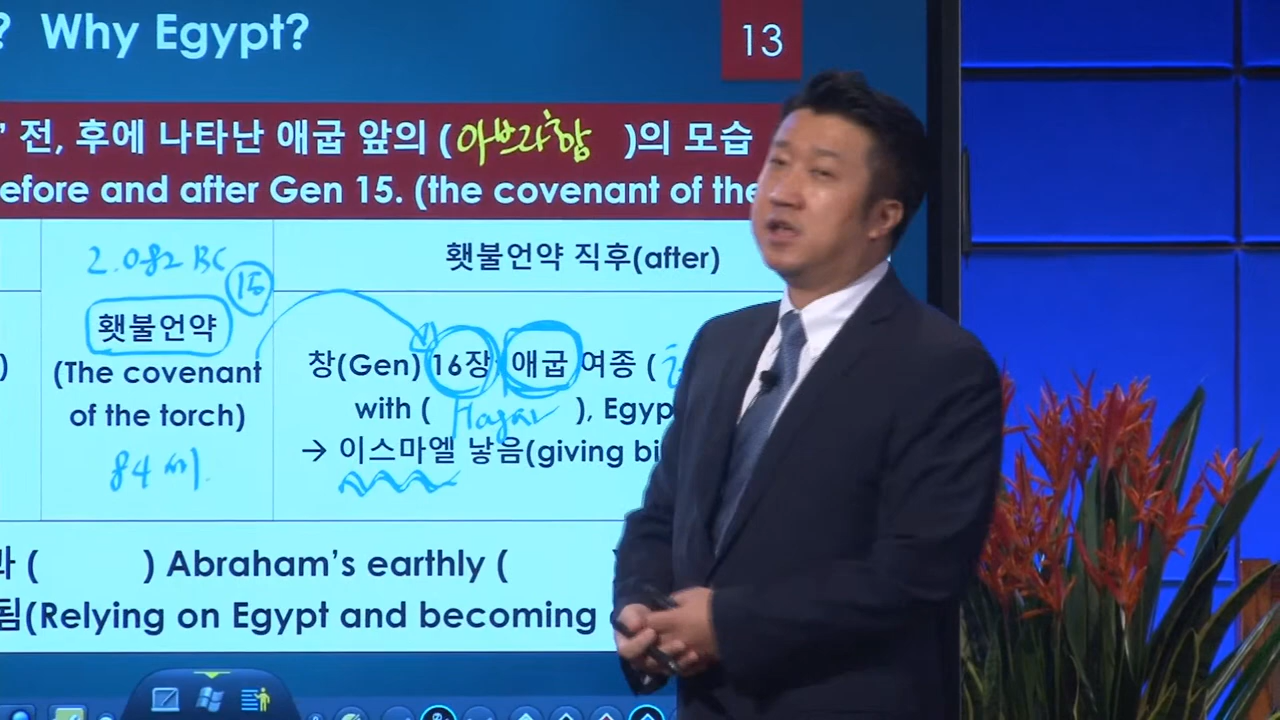 ? Why Egypt?
13
’ 전, 후에 나타난 애굽 앞의 ( 아브라함 )의 모습
efore and after Gen 15. (the covenant of the
2.082 BC
15
횃불언약 직후(after)
횃불언약
)
(The covenant
of the torch)
84세.
창(Gen) 16장 애굽 여종 (
with ( Hagar ), Egyp
→ 이스마엘 낳음(giving bi
과 ( ) Abraham’s earthly (
됨(Relying on Egypt and becoming